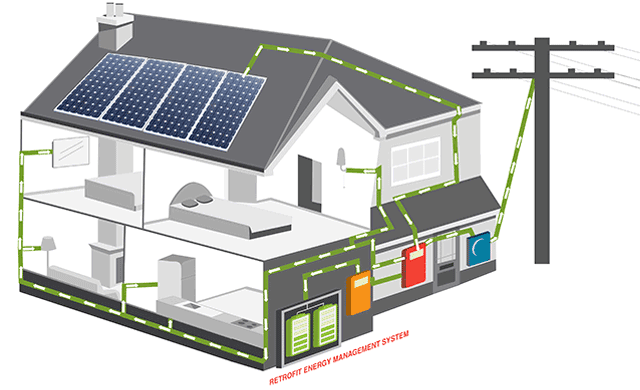 RETROFIT ENERGY MANAGEMENT SYSTEM